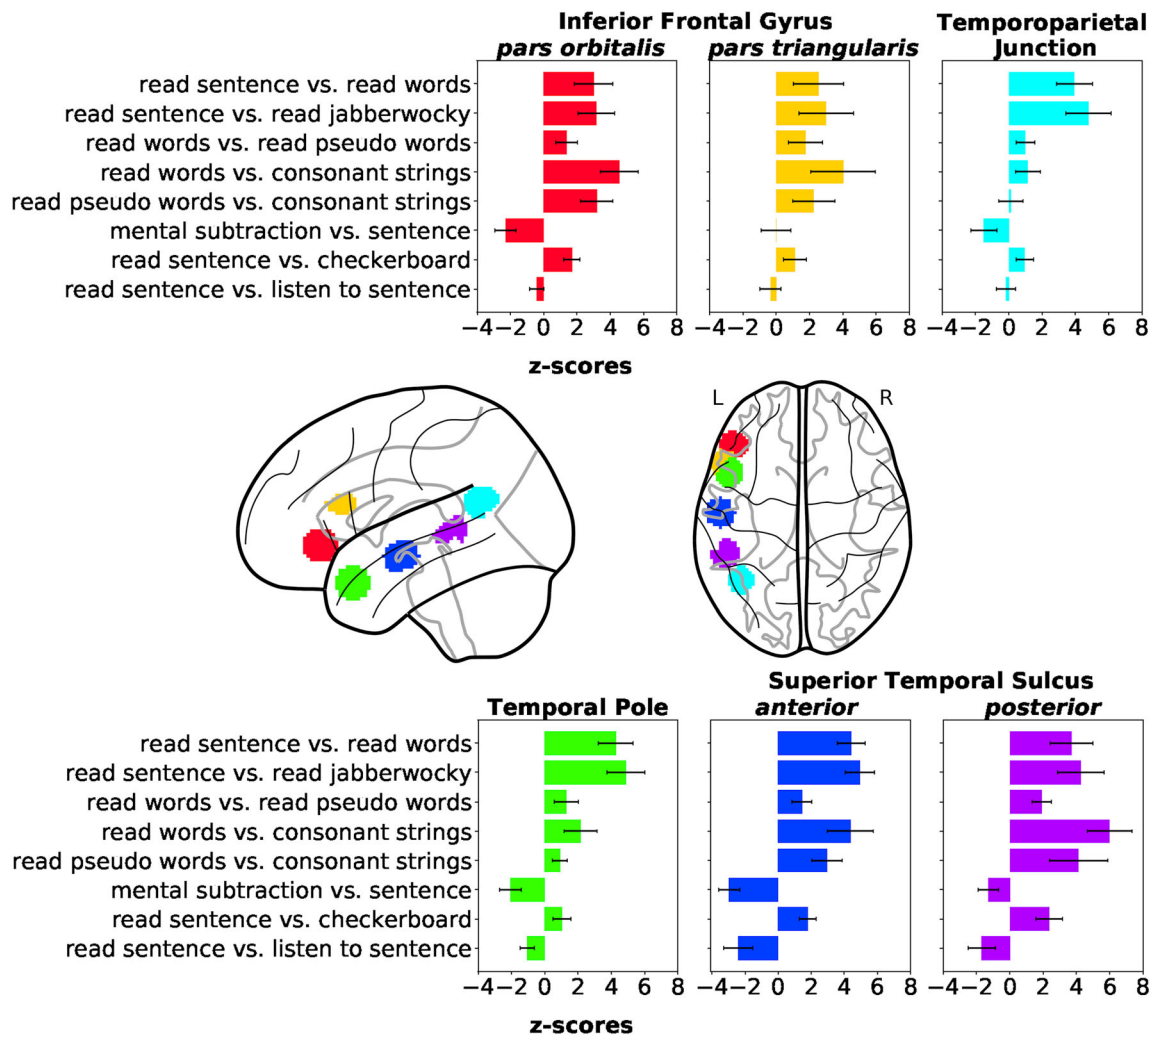 Inferior Frontal Gyrus
pars orbitalis
pars triangularis
Temporoparietal
Junction
read sentence vs. read words
read sentence vs. read jabberwocky
read words vs. read pseudo words
read words vs. consonant strings
read pseudo words vs. consonant strings
mental subtraction vs. sentence
read sentence vs. checkerboard
read sentence vs. listen to sentence
−4 −2 0 2 4 6 8
−4 −2 0 2 4 6 8
−4 −2 0 2 4 6 8
z-scores
L
R
Superior Temporal Sulcus
Temporal Pole
anterior
posterior
read sentence vs. read words
read sentence vs. read jabberwocky
read words vs. read pseudo words
read words vs. consonant strings
read pseudo words vs. consonant strings
mental subtraction vs. sentence
read sentence vs. checkerboard
read sentence vs. listen to sentence
−4 −2 0 2 4 6 8
−4 −2 0 2 4 6 8
−4 −2 0 2 4 6 8
z-scores